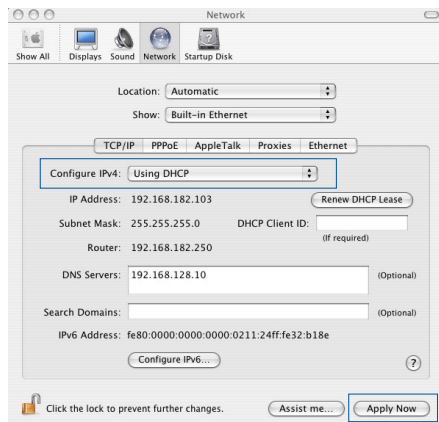 Network
Show All Displays Sound Network Startup Disk
Location: Automatic
Show: Built-in Ethernet
TCP/IP PPPoE AppleTalk Proxies Ethernet
Configure IPv4: Using DHCP
IP Address: 192.168.182.103 Renew DHCP Lease
Subnet Mask: 255.255.255.0 DHCP Client ID:
(If required)
Router: 192.168.182.250
DNS Servers: 192.168.128.10 (Optional)
Search Domains: (Optional)
IPv6 Address: fe80:0000:0000:0000:0211:24ff:fe32:b18e
Configure IPv6... ?
Click the lock to prevent further changes. Assist me... Apply Now